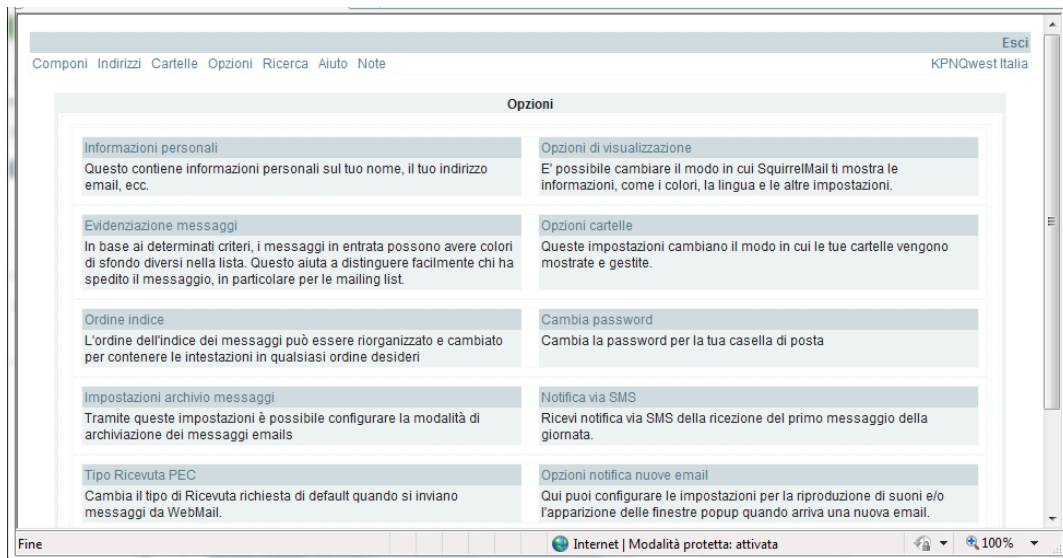 Esci
Componi Indirizzi Cartelle Opzioni Ricerca Aiuto Note
KPNQwest Italia
Opzioni
Informazioni personali
Questo contiene informazioni personali sul tuo nome, il tuo indirizzo
email, ecc.
Opzioni di visualizzazione
E' possibile cambiare il modo in cui SquirrelMail ti mostra le
informazioni, come i colori, la lingua e le altre impostazioni.
Evidenziazione messaggi
In base ai determinati criteri, i messaggi in entrata possono avere colori
di sfondo diversi nella lista. Questo aiuta a distinguere facilmente chi ha
spedito il messaggio, in particolare per le mailing list.
Opzioni cartelle
Queste impostazioni cambiano il modo in cui le tue cartelle vengono
mostrate e gestite.
Ordine indice
L'ordine dell'indice dei messaggi può essere riorganizzato e cambiato
per contenere le intestazioni in qualsiasi ordine desideri
Cambia password
Cambia la password per la tua casella di posta
Impostazioni archivio messaggi
Tramite queste impostazioni è possibile configurare la modalità di
archiviazione dei messaggi emails
Notifica via SMS
Ricevi notifica via SMS della ricezione del primo messaggio della
giornata.
Tipo Ricevuta PEC
Cambia il tipo di Ricevuta richiesta di default quando si inviano
messaggi da WebMail.
Opzioni notifica nuove email
Qui puoi configurare le impostazioni per la riproduzione di suoni e/o
l'apparizione delle finestre popup quando arriva una nuova email.
Fine
Internet | Modalità protetta: attivata
100%